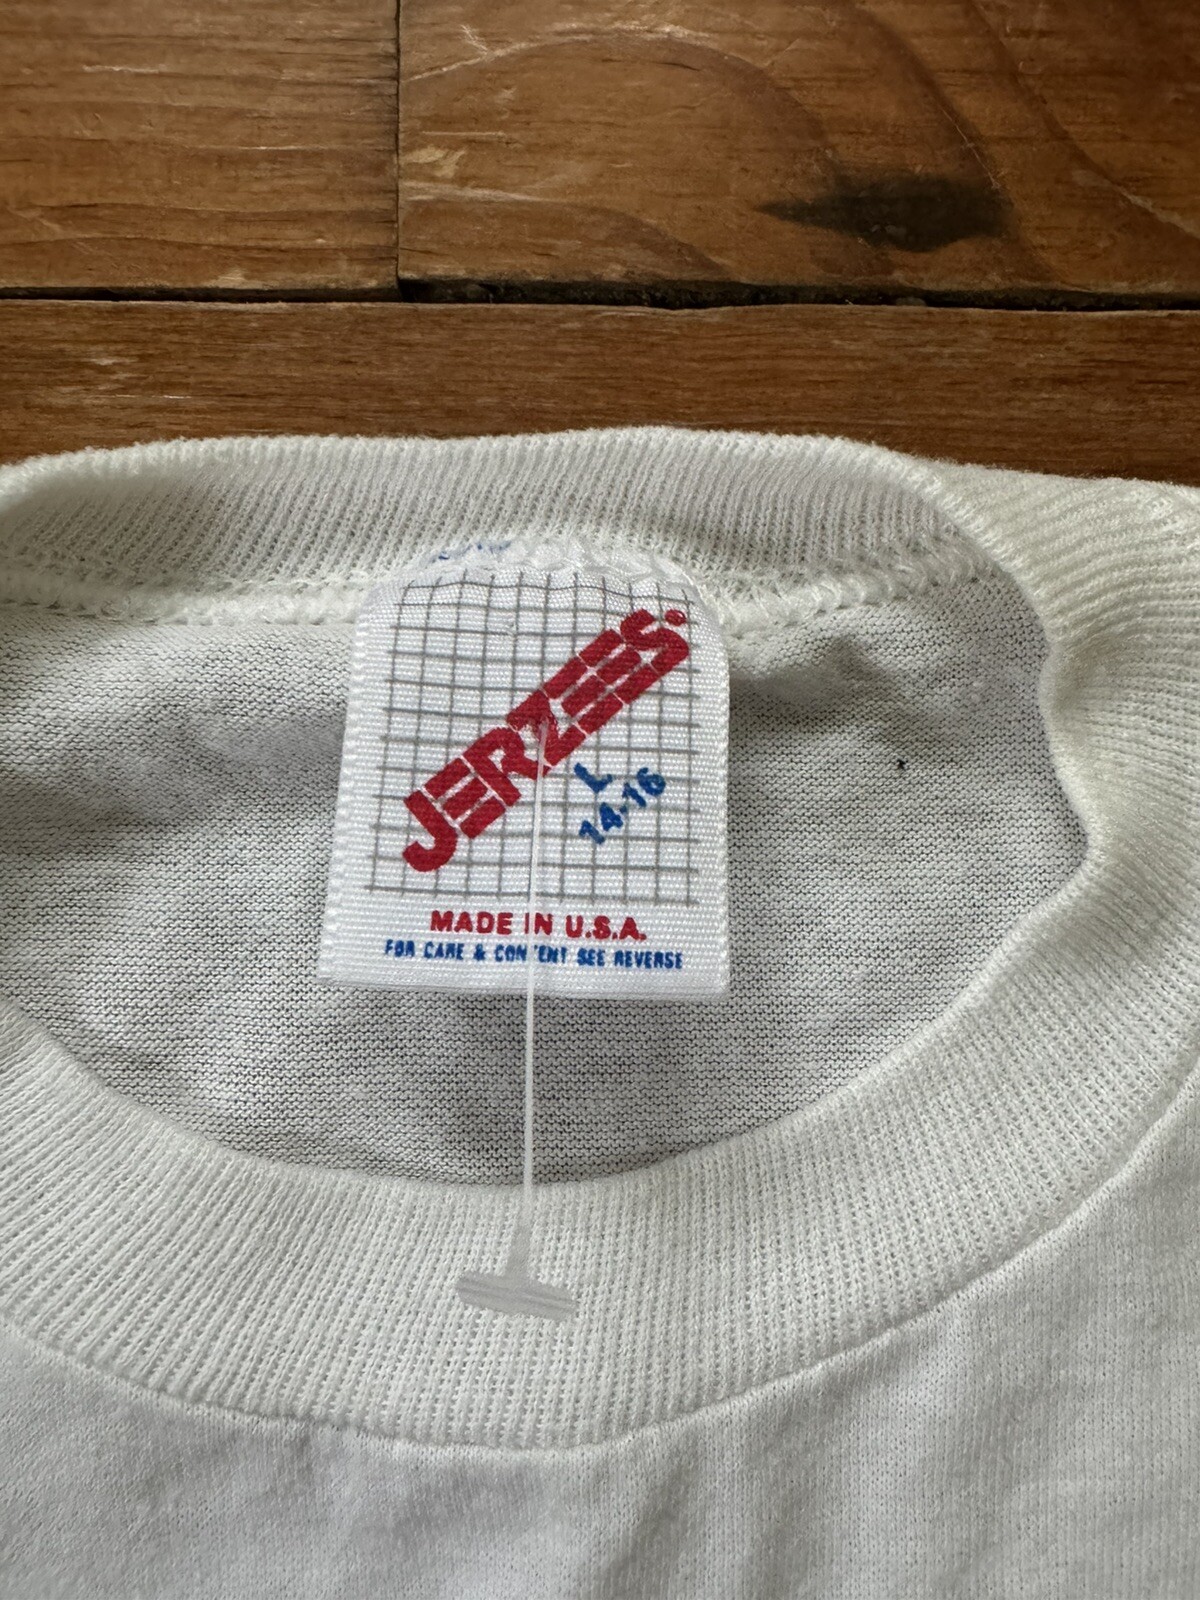 JERZEES
L
14-16
MADE IN U.S.A.
FOR CARE & CONTENT SEE REVERSE